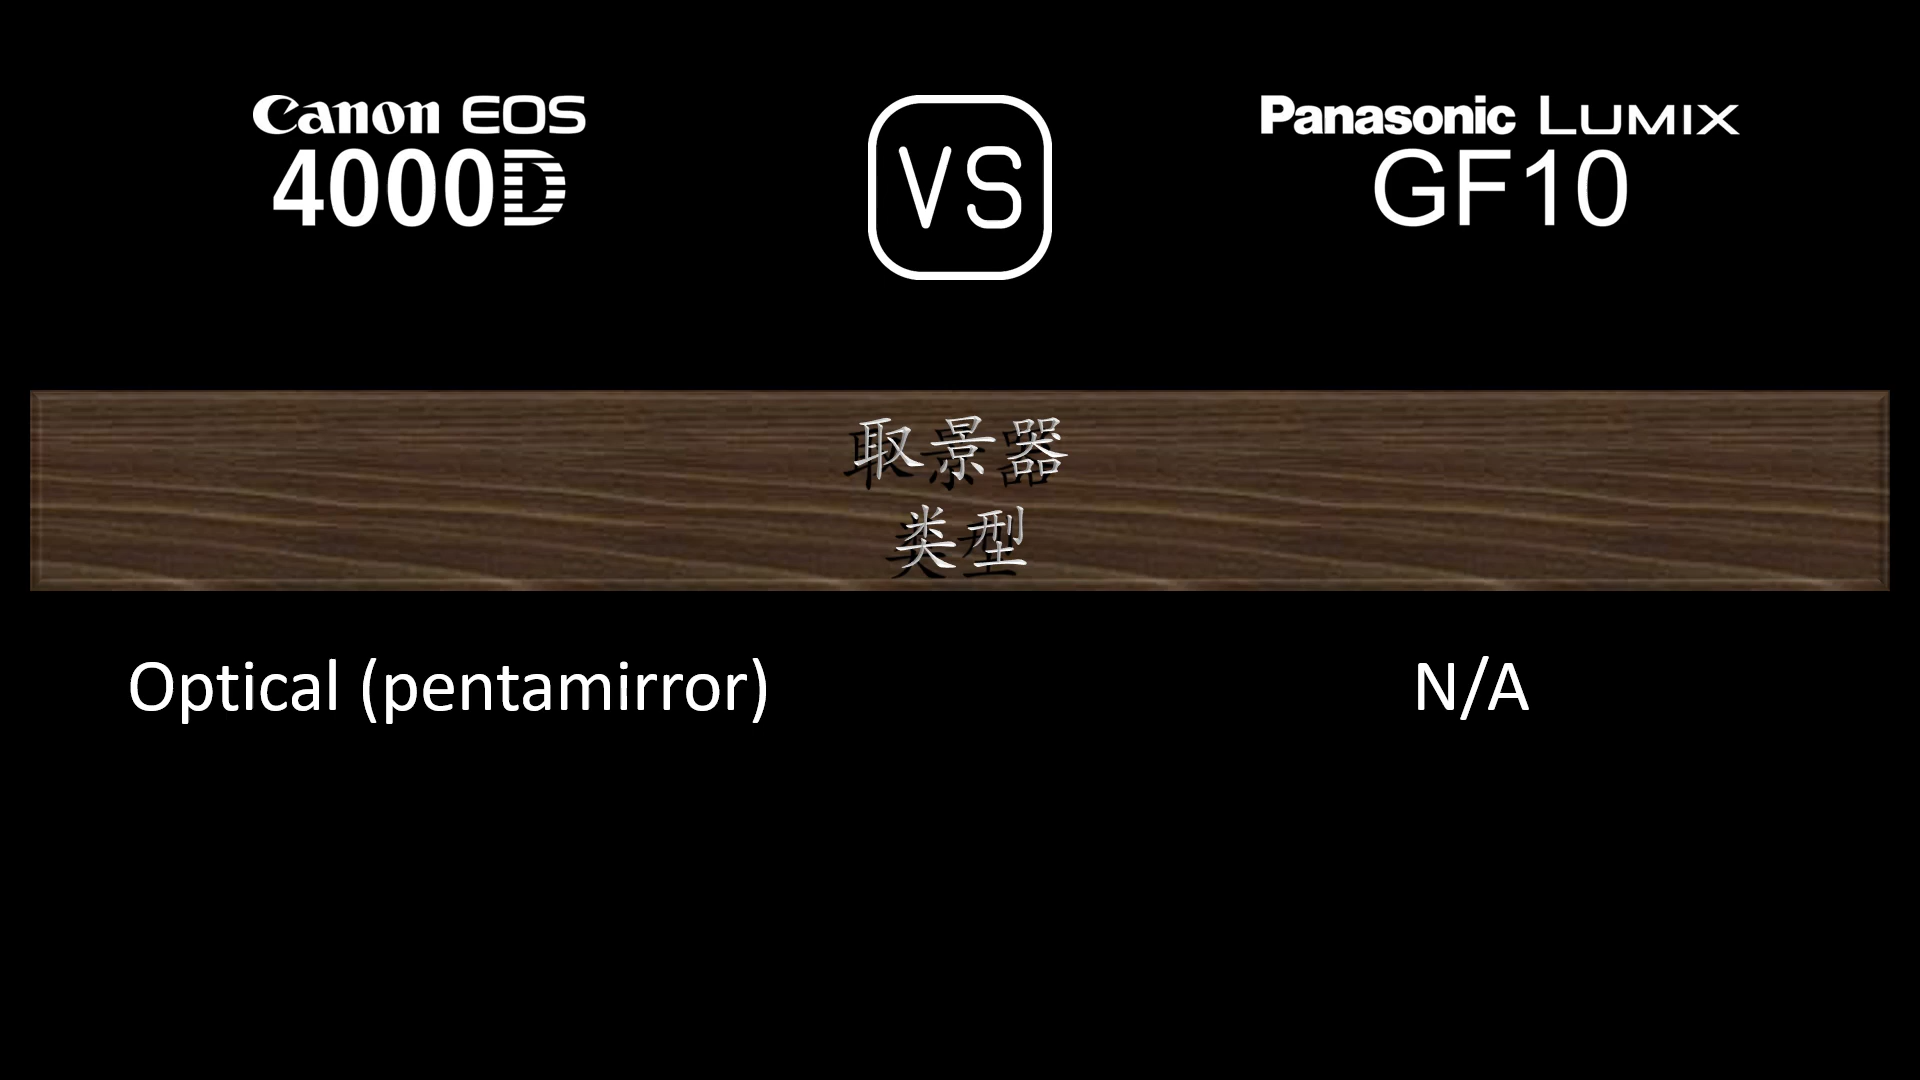 Canon EOS
4000D
VS
Panasonic LUMIX
GF10
取景器
类型
Optical (pentamirror)
N/A